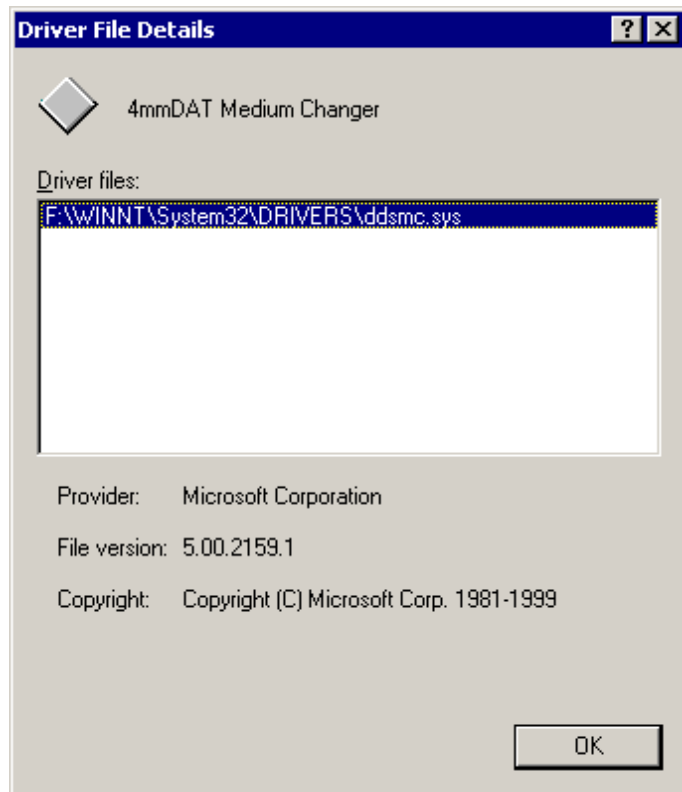 Driver File Details
4mmDAT Medium Changer
Driver files:
F:\WINNT\System32\DRIVERS\ddsmc.sys
Provider: Microsoft Corporation
File version: 5.00.2159.1
Copyright: Copyright (C) Microsoft Corp. 1981-1999
OK